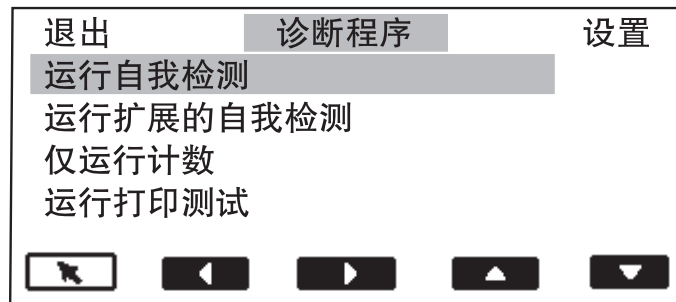 退出 诊断程序 设置
运行自我检测
运行扩展的自我检测
仅运行计数
运行打印测试